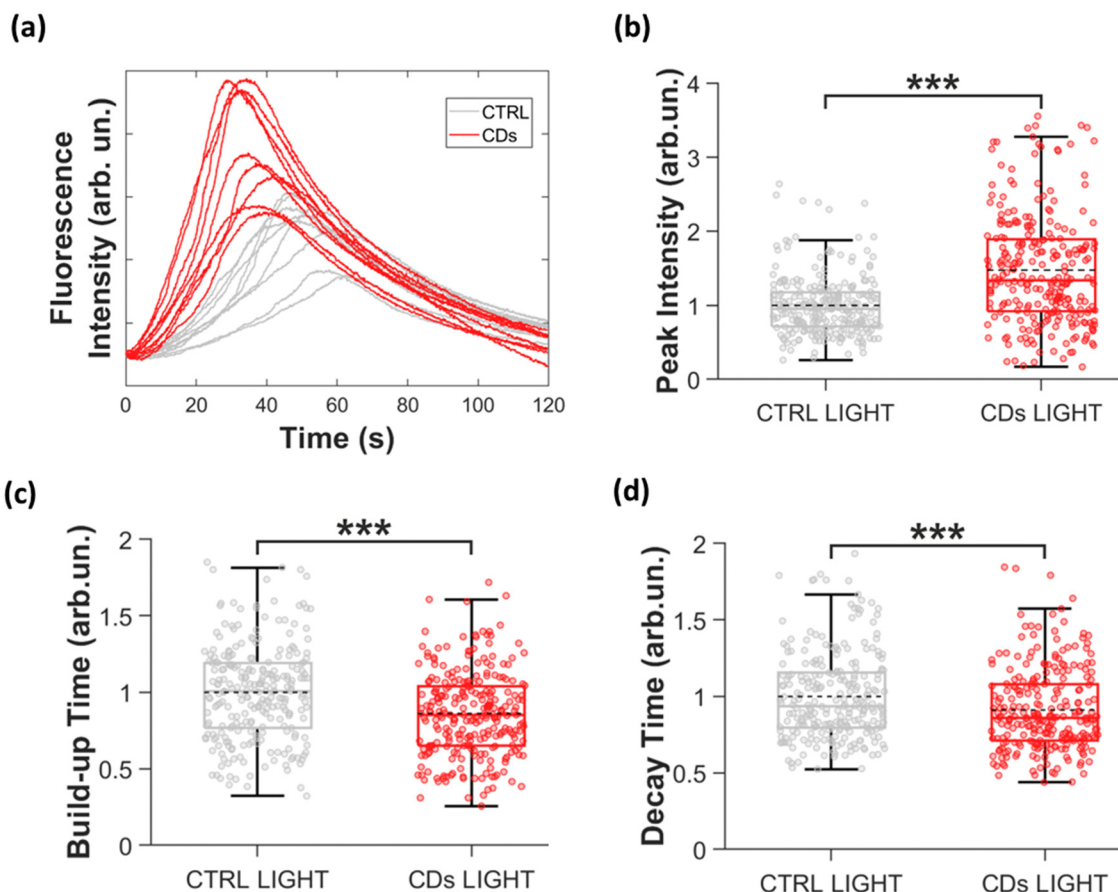 (a)
Fluorescence
Intensity (arb. un.)
CTRL
CDs
0
20
40
60
80
100
120
Time (s)
(b)
Peak Intensity (arb.un.)
4
3
2
1
0
***
CTRL LIGHT
CDs LIGHT
(c)
Build-up Time (arb.un.)
2
1.5
1
0.5
0
***
CTRL LIGHT
CDs LIGHT
(d)
Decay Time (arb.un.)
2
1.5
1
0.5
0
***
CTRL LIGHT
CDs LIGHT